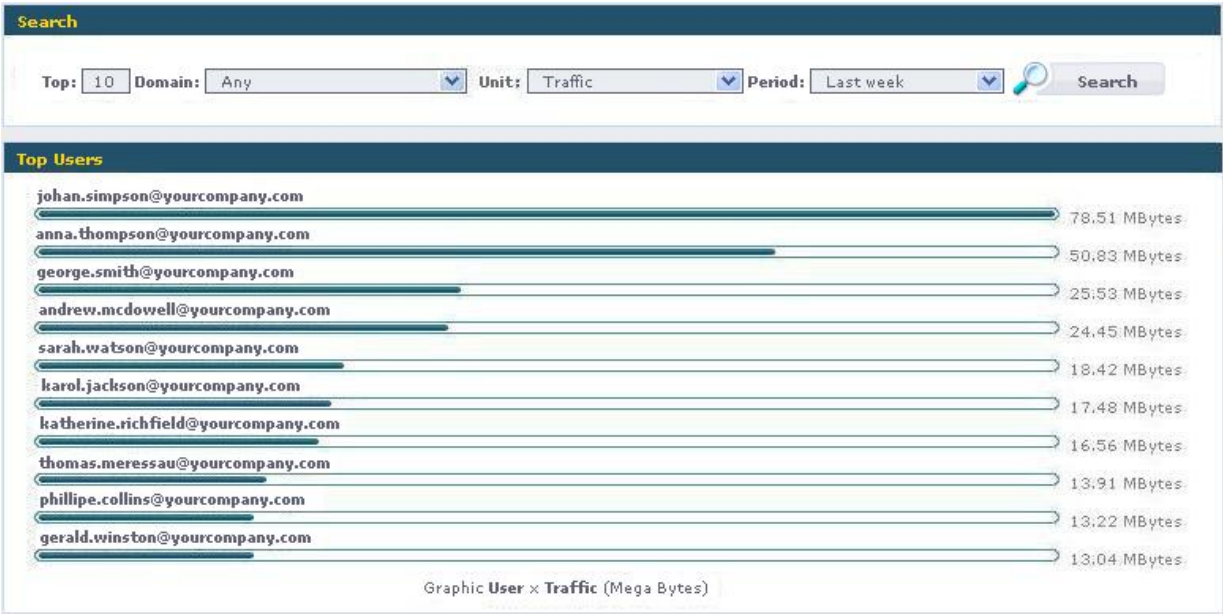 Search
Top: 10 Domain: Any Unit: Traffic Period: Last week Search
Top Users
johan.simpson@yourcompany.com
78.51 MBytes
anna.thompson@yourcompany.com
50.83 MBytes
george.smith@yourcompany.com
25.53 MBytes
andrew.mcdowell@yourcompany.com
24.45 MBytes
sarah.watson@yourcompany.com
18.42 MBytes
karol.jackson@yourcompany.com
17.48 MBytes
katherine.richfield@yourcompany.com
16.56 MBytes
thomas.meressau@yourcompany.com
13.91 MBytes
phillipe.collins@yourcompany.com
13.22 MBytes
gerald.winston@yourcompany.com
13.04 MBytes
Graphic User x Traffic (Mega Bytes)